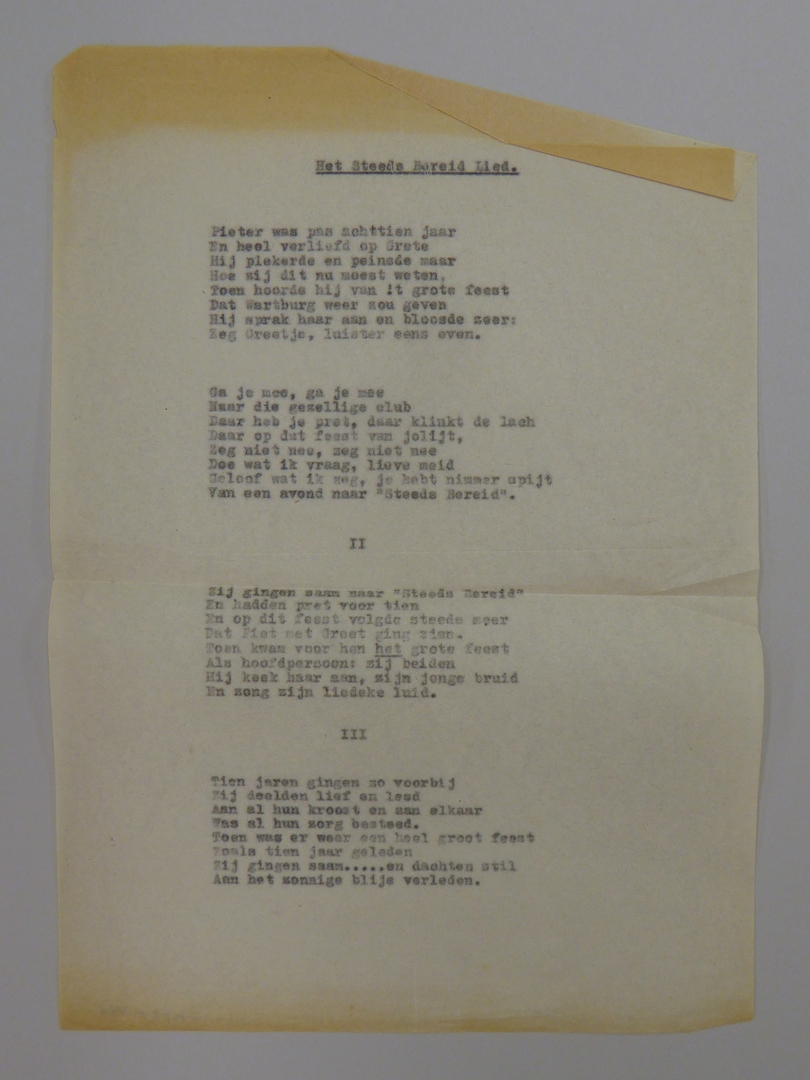 Het Steeds Bereid Lied.
Pieter was pas achttien jaar
En heel verliefd op Grete
Hij piekerde en peinsde maar
Hoe zij dit nu moest weten.
Toen hoorde hij van 't grote feest
Dat Wartburg weer zou geven
Hij sprak haar aan en bloosde zeer:
Zeg Greetje, luister eens even.
Ga je mee, ga je mee
Naar die gezellige club
Daar heb je pret, daar klinkt de lach
Daar op dat feest van jolijt,
Zeg niet nee, zeg niet nee
Doe wat ik vraag, lieve meid
Geloof wat ik zeg, je hebt nimmer spijt
Van een avond naar "Steeds Bereid".
II
Zij gingen saam naar "Steeds Bereid"
En hadden pret voor tien
En op dit feest volgde steeds meer
Dat Piet met Greet ging zien.
Toen kwam voor hen het grote feest
Als hoofdpersoon: zij beiden
Hij keek haar aan, zijn jonge bruid
En zong zijn liedeke luid.
III
Tien jaren gingen zo voorbij
Zij deelden lief en leed
Aan al hun kroost en aan elkaar
Was al hun zorg besteed.
Toen was er weer een heel groot feest
Zoals tien jaar geleden
Zij gingen saam.....en dachten stil
Aan het zonnige blije verleden.